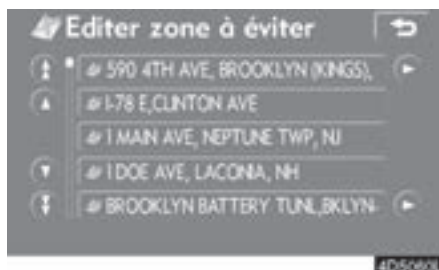 Editer zone à éviter
590 4TH AVE, BROOKLYN (KINGS),
I-78 E,CLINTON AVE
1 MAIN AVE, NEPTUNE TWP, NJ
1 DOE AVE, LACONIA, NH
BROOKLYN BATTERY TUNL,BKLYN-